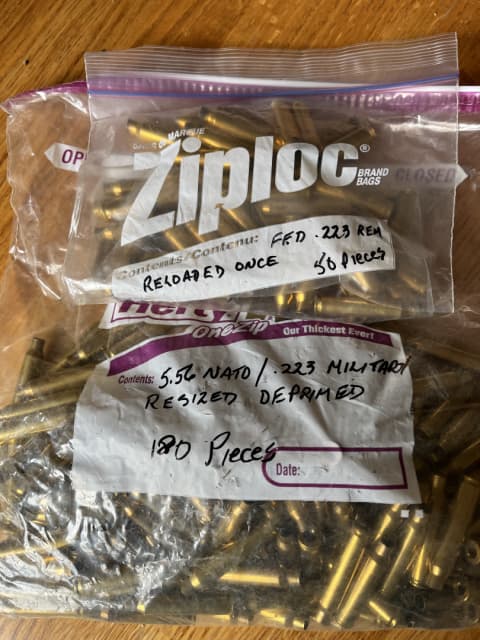 MARQUE
Ziploc®
BRAND
BAGS
OP
CLOSED
Contents/Contenu: FED .223 REM
RELOADED ONCE 50 PIECES
One Zip Our Thickest Ever!
Contents: 5.56 NATO / .223 MILITARY
RESIZED DEPRIMED
180 PIECES
Date: